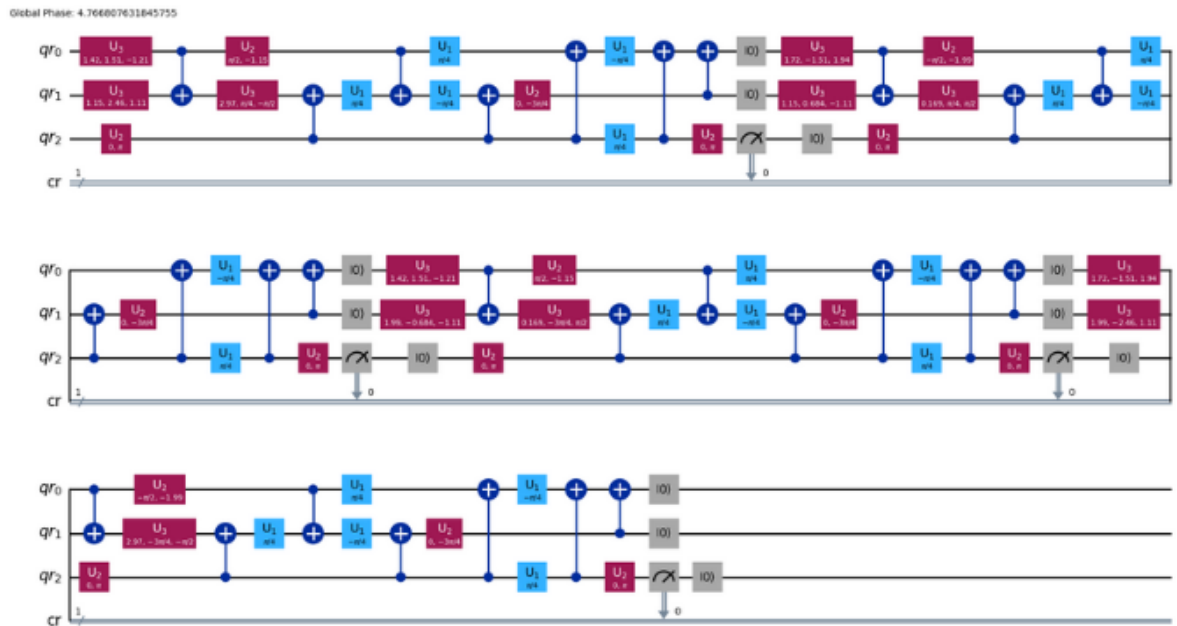 Global Phase: 4.766807631845755
qr0 U3 1.42, 1.51, -1.21 U2 π/2, -1.15 U1 π/4 U1 -π/4 |0⟩ U3 1.72, -1.51, 1.94 U2 -π/2, -1.99 U1 π/4
qr1 U3 1.15, 2.46, 1.11 U3 2.97, π/4, -π/2 U1 π/4 U1 -π/4 U2 0, -3π/4 |0⟩ U3 1.15, 0.684, -1.11 U3 0.169, π/4, π/2 U1 π/4 U1 -π/4
qr2 U2 0, π U1 π/4 U2 0, π |0⟩ U2 0, π
cr 1 0
qr0 U1 -π/4 |0⟩ U3 1.42, 1.51, -1.21 U2 π/2, -1.15 U1 π/4 U1 -π/4 |0⟩ U3 1.72, -1.51, 1.94
qr1 U2 0, -3π/4 |0⟩ U3 1.99, -0.684, -1.11 U3 0.169, -3π/4, π/2 U1 π/4 U1 -π/4 U2 0, -3π/4 |0⟩ U3 1.99, -2.46, 1.11
qr2 U1 π/4 U2 0, π |0⟩ U2 0, π U1 π/4 U2 0, π |0⟩
cr 1 0 0
qr0 U2 -π/2, -1.99 U1 π/4 U1 -π/4 |0⟩
qr1 U3 2.97, -3π/4, -π/2 U1 π/4 U1 -π/4 U2 0, -3π/4 |0⟩
qr2 U2 0, π U1 π/4 U2 0, π |0⟩
cr 1 0